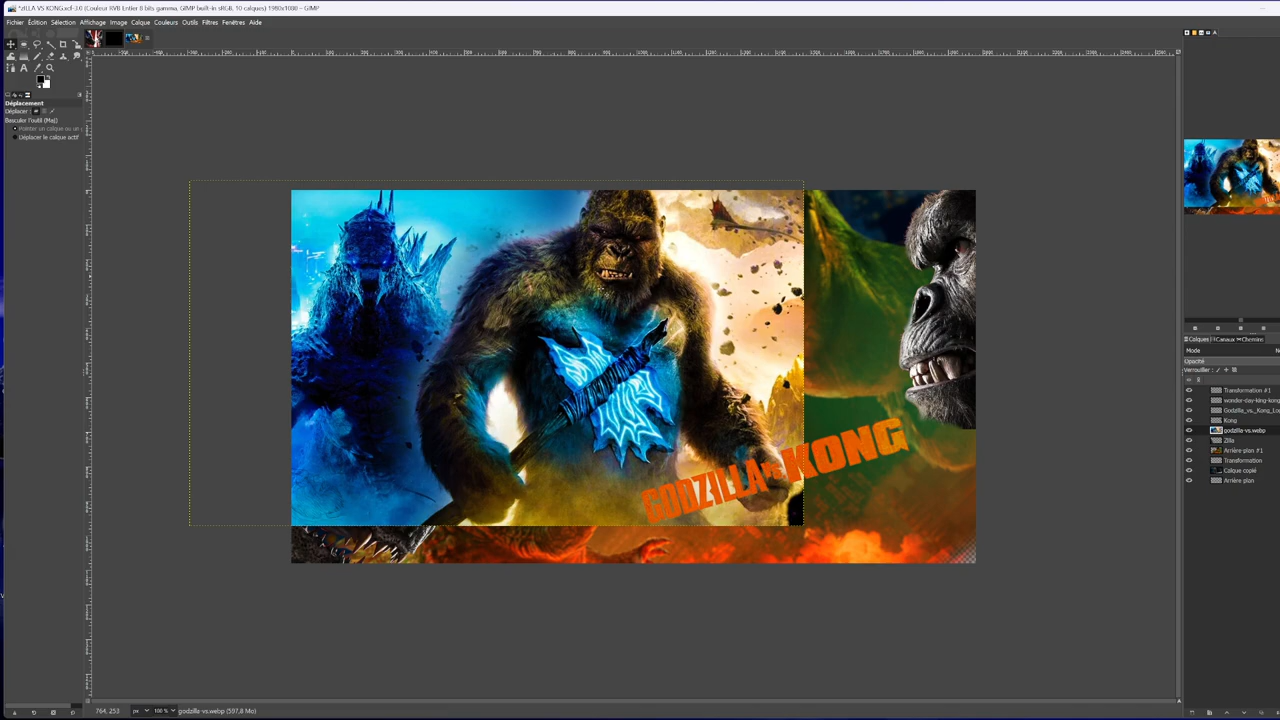 *zILLA VS KONG.xcf-3.0 (Couleur RVB Entier 8 bits gamma, GIMP built-in sRGB, 10 calques) 1980x1080 – GIMP
Fichier Édition Sélection Affichage Image Calque Couleurs Outils Filtres Fenêtres Aide
Déplacement
Déplacer :
Basculer l'outil (Maj)
Pointer un calque ou un g
Déplacer le calque actif
GODZILLA VS KONG
Calques Canaux Chemins
Mode
Opacité
Verrouiller :
Transformation #1
wonder-day-king-kong
Godzilla_vs._Kong_Lo
Kong
godzilla-vs.webp
Zilla
Arrière-plan #1
Transformation
Calque copié
Arrière-plan
764, 253
px
100 %
godzilla-vs.webp (597,8 Mo)